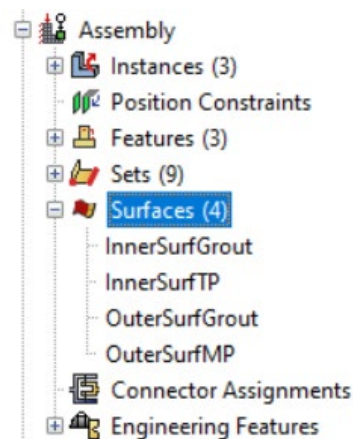 Assembly
Instances (3)
Position Constraints
Features (3)
Sets (9)
Surfaces (4)
InnerSurfGrout
InnerSurfTP
OuterSurfGrout
OuterSurfMP
Connector Assignments
Engineering Features